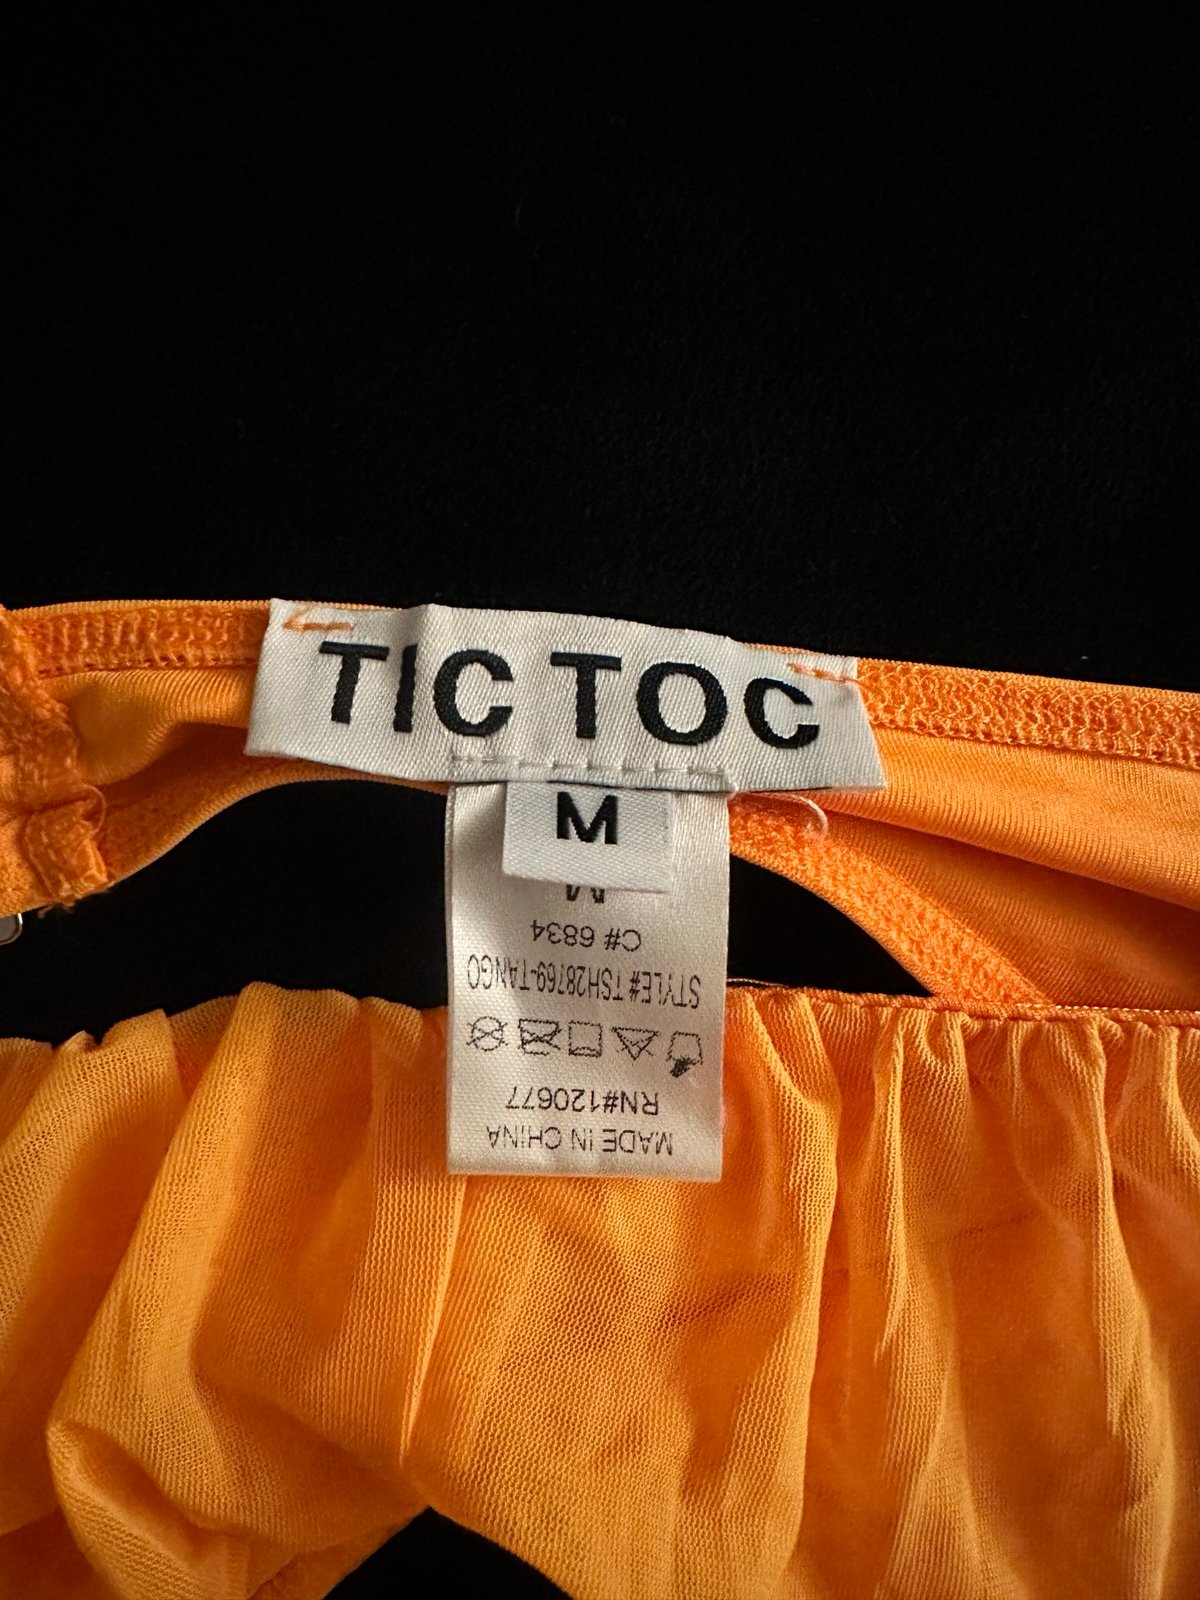 TIC TOC
M
M
MADE IN CHINA
RN#120677
STYLE# TSH28769-TANGO
C# 6834